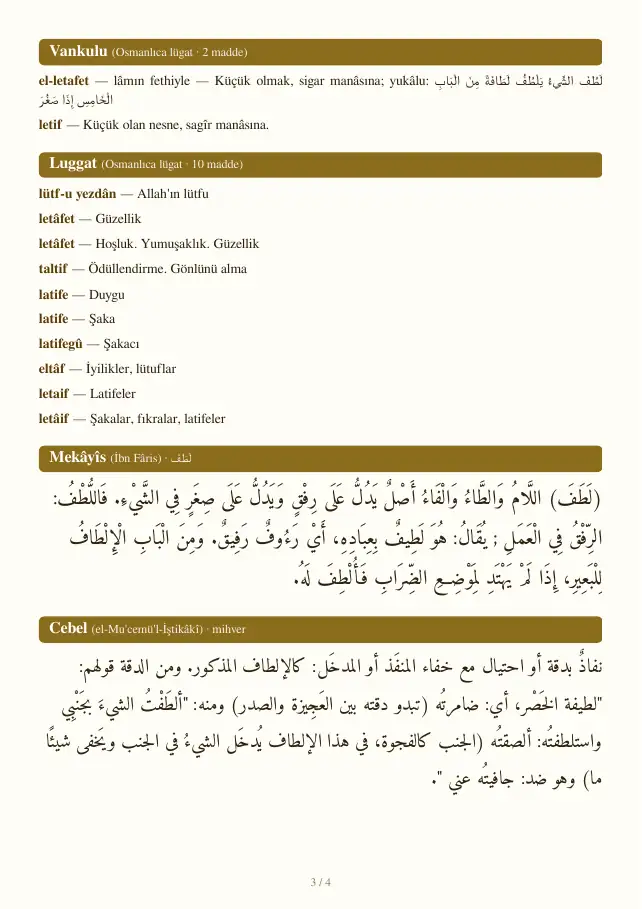 Vankulu (Osmanlıca lügat · 2 madde)
el-letafet — lâmın fethiyle — Küçük olmak, sigar manâsına; yukâlu: لَطُف الشَّيءُ يَلْطُفُ لَطَافَةً مِنَ الْبَابِ
الْخَامِسِ إِذَا صَغُرَ
letif — Küçük olan nesne, sagîr manâsına.
Luggat (Osmanlıca lügat · 10 madde)
lütf-u yezdân — Allah'ın lütfu
letâfet — Güzellik
letâfet — Hoşluk. Yumuşaklık. Güzellik
taltif — Ödüllendirme. Gönlünü alma
latife — Duygu
latife — Şaka
latifegû — Şakacı
eltâf — İyilikler, lütuflar
letaif — Latifeler
letâif — Şakalar, fıkralar, latifeler
Mekâyîs (İbn Fâris) · لَطَفَ
(لَطَفَ) اللَّامُ وَالطَّاءُ وَالْفَاءُ أَصْلٌ يَدُلُّ عَلَى رِفْقٍ وَيَدُلُّ عَلَى صِغَرٍ فِي الشَّيْءِ. فَاللُّطْفُ:
الرِّفْقُ فِي الْعَمَلِ ; يُقَالُ: هُوَ لَطِيفٌ بِعِبَادِهِ، أَيْ رَءُوفٌ رَفِيقٌ. وَمِنَ الْبَابِ الْإِلْطَافُ
لِلْبَعِيرِ، إِذَا لَمْ يَهْتَدِ لِمَوْضِعِ الضِّرَابِ فَأُلْطِفَ لَهُ.
Cebel (el-Mu'cemü'l-İştikâkî) · mihver
نفاذٌ بدقة أو احتيال مع خفاء المنفَذ أو المدخَل: كالإلطاف المذكور. ومن الدقة قولهم:
"لطيفة الخَصْر، أي: ضامرتُه (تبدو دقته بين العَجِيزة والصدر) ومنه: "ألطَفْتُ الشيءَ بجَنْبِي
واستلطفتُه: ألصقتُه (الجنب كالفجوة، في هذا الإلطاف يُدخَل الشيءُ في الجنب ويَخفى شيئًا
ما) وهو ضد: جافيتُه عني ".
3 / 4